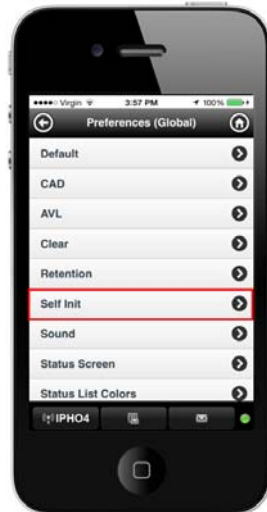 Virgin 3:57 PM 100%
Preferences (Global)
Default
CAD
AVL
Clear
Retention
Self Init
Sound
Status Screen
Status List Colors
IPHO4